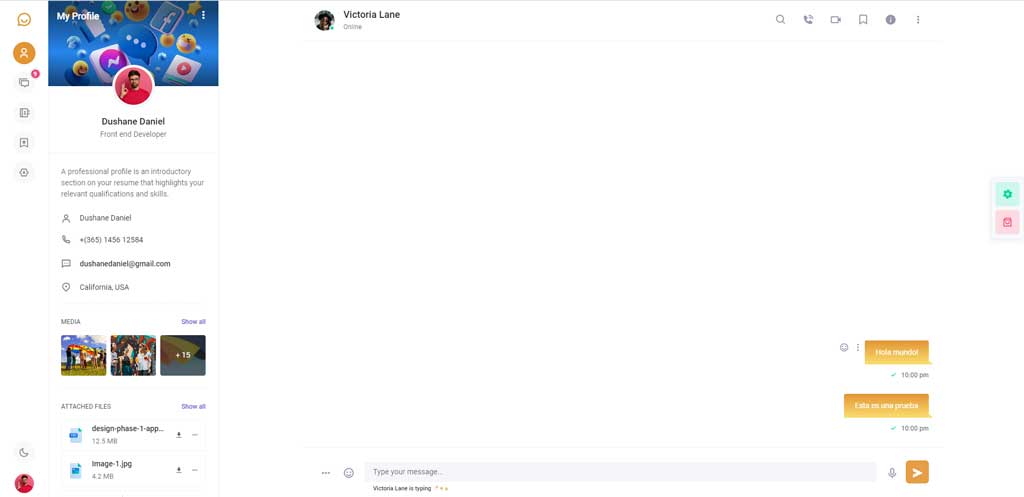 My Profile
9
Dushane Daniel
Front end Developer
A professional profile is an introductory
section on your resume that highlights your
relevant qualifications and skills.
Dushane Daniel
+(365) 1456 12584
dushanedaniel@gmail.com
California, USA
MEDIA Show all
+ 15
ATTACHED FILES Show all
design-phase-1-app...
12.5 MB
Image-1.jpg
4.2 MB
Victoria Lane
Online
Hola mundo!
10:00 pm
Esta es una prueba
10:00 pm
Type your message...
Victoria Lane is typing